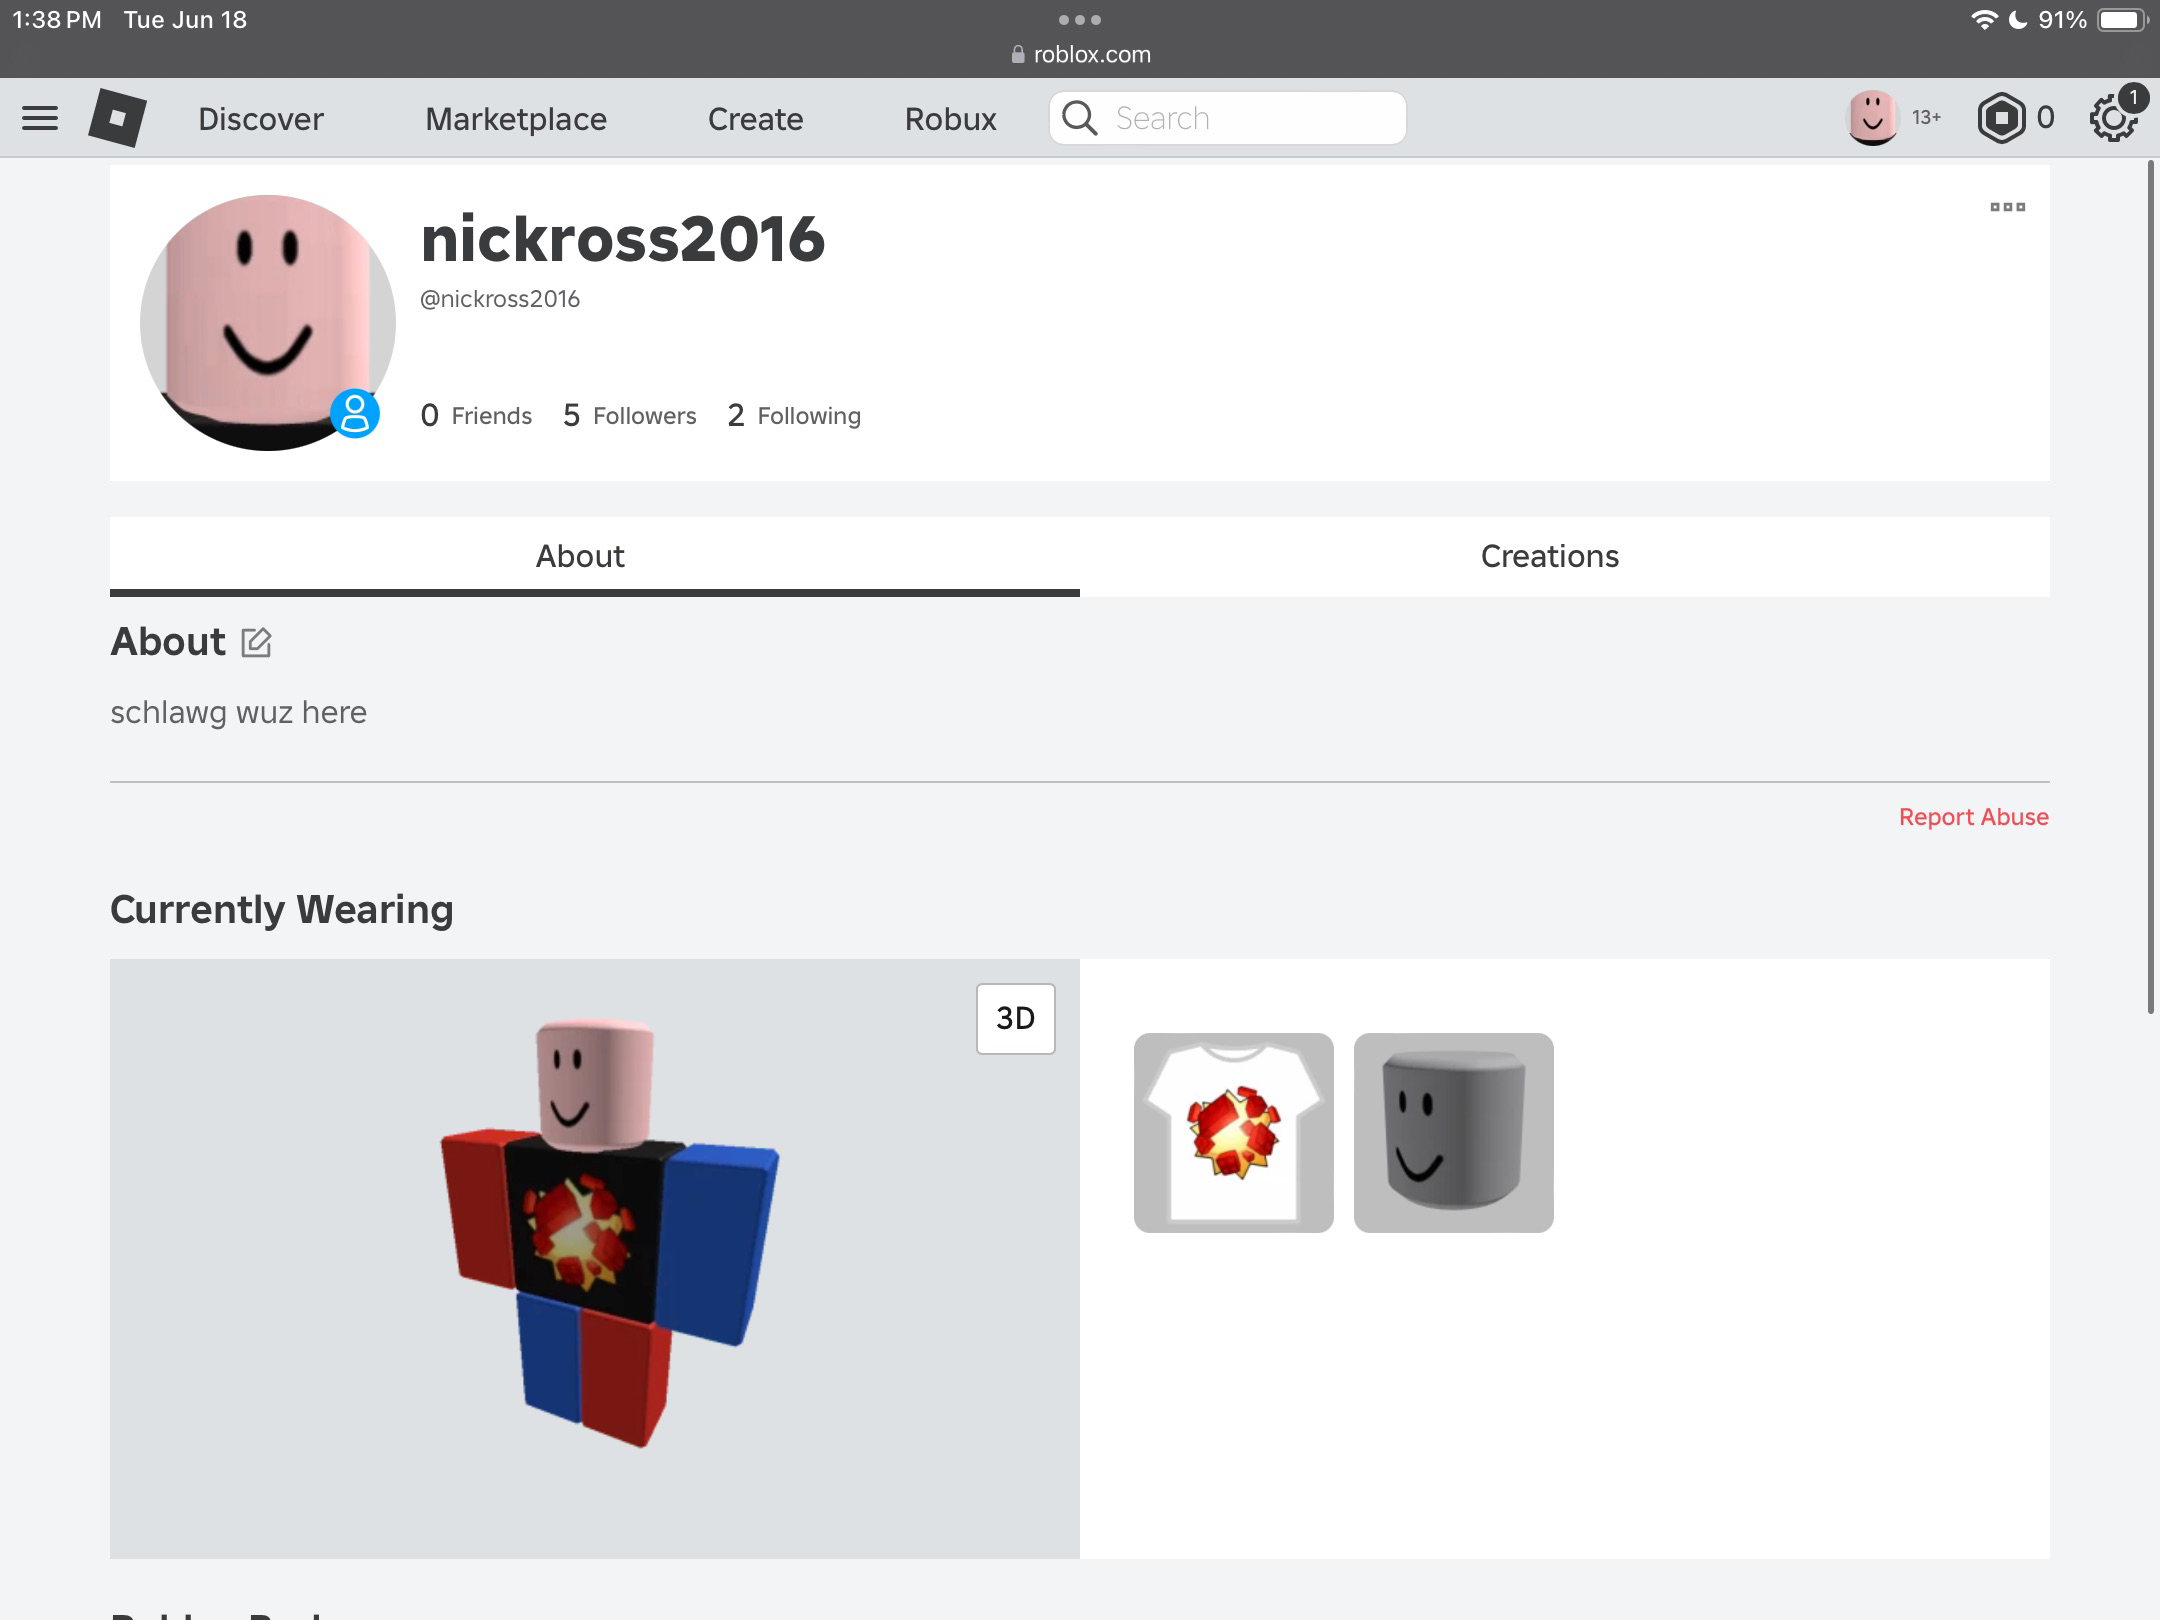 1:38 PM Tue Jun 18
91%
roblox.com
Discover Marketplace Create Robux Search 13+ 0 1
nickross2016
@nickross2016
0 Friends 5 Followers 2 Following
About Creations
About
schlawg wuz here
Report Abuse
Currently Wearing
3D